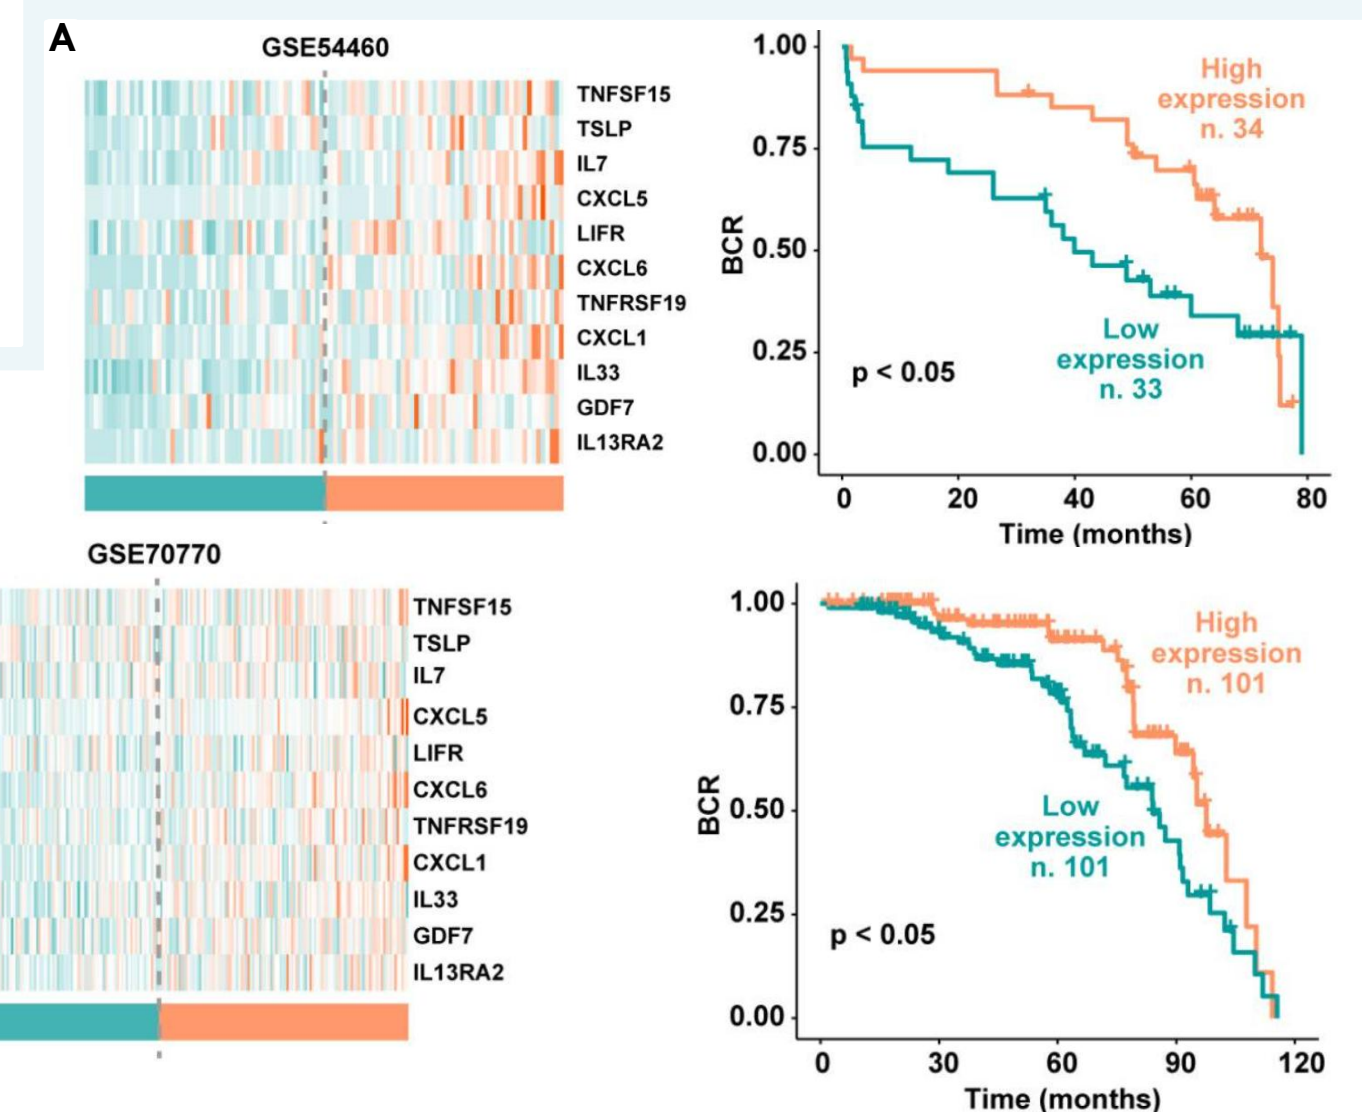 A
GSE54460
TNFSF15
TSLP
IL7
CXCL5
LIFR
CXCL6
TNFRSF19
CXCL1
IL33
GDF7
IL13RA2
1.00
0.75
0.50
0.25
0.00
BCR
High
expression
n. 34
Low
expression
n. 33
p < 0.05
0 20 40 60 80
Time (months)
GSE70770
TNFSF15
TSLP
IL7
CXCL5
LIFR
CXCL6
TNFRSF19
CXCL1
IL33
GDF7
IL13RA2
1.00
0.75
0.50
0.25
0.00
BCR
High
expression
n. 101
Low
expression
n. 101
p < 0.05
0 30 60 90 120
Time (months)